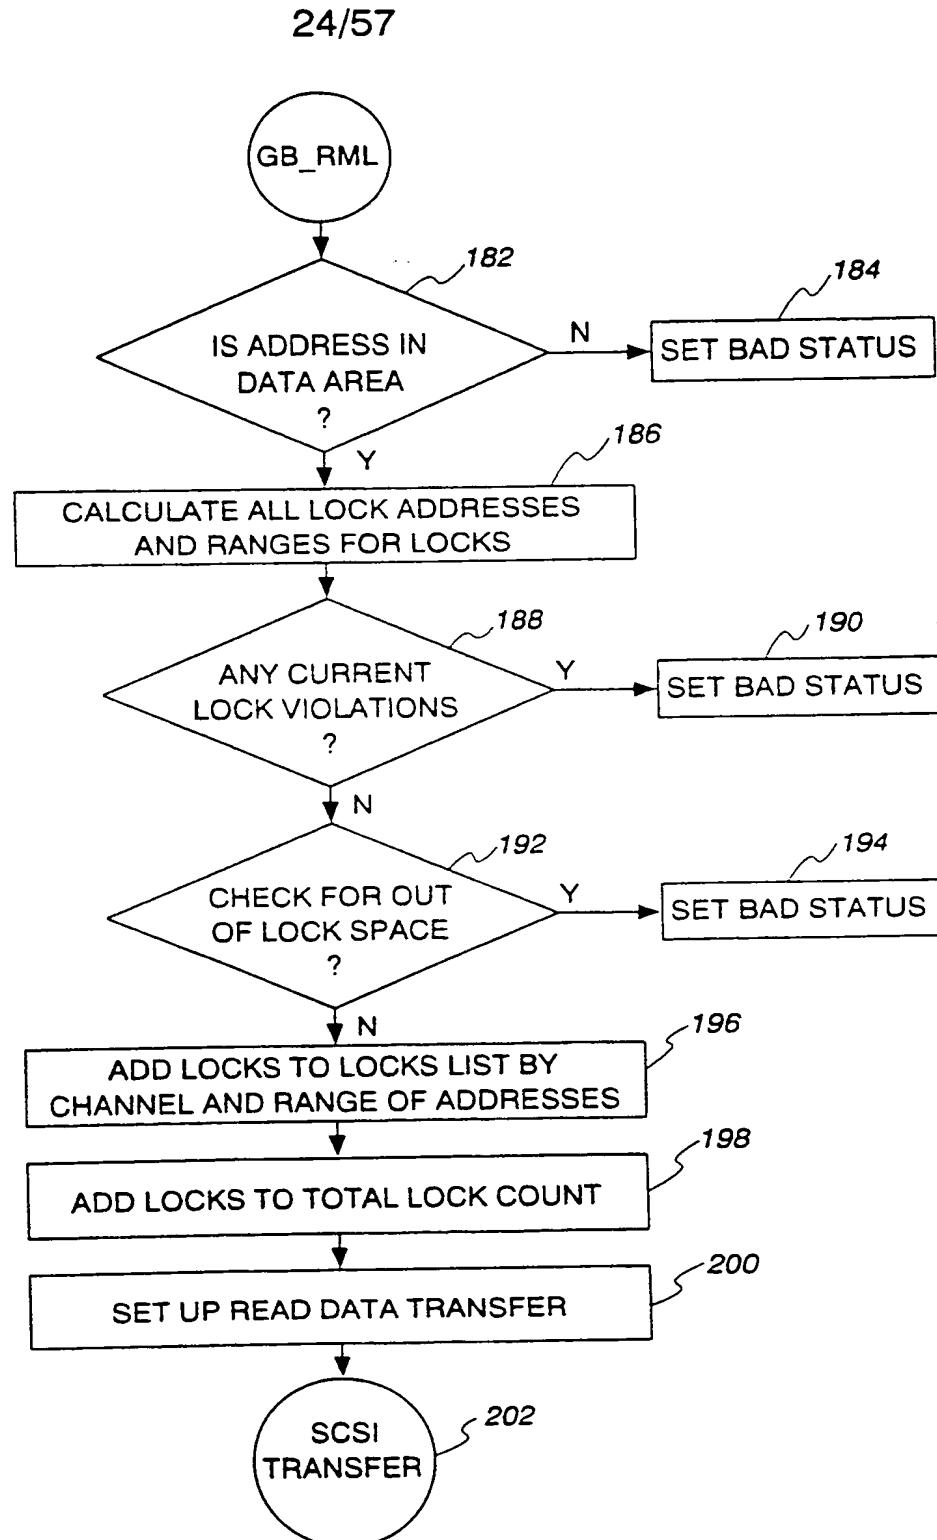 24/57
GB_RML
182
184
IS ADDRESS IN
DATA AREA
?
N
SET BAD STATUS
Y
186
CALCULATE ALL LOCK ADDRESSES
AND RANGES FOR LOCKS
188
190
ANY CURRENT
LOCK VIOLATIONS
?
Y
SET BAD STATUS
N
192
194
CHECK FOR OUT
OF LOCK SPACE
?
Y
SET BAD STATUS
N
196
ADD LOCKS TO LOCKS LIST BY
CHANNEL AND RANGE OF ADDRESSES
198
ADD LOCKS TO TOTAL LOCK COUNT
200
SET UP READ DATA TRANSFER
202
SCSI
TRANSFER